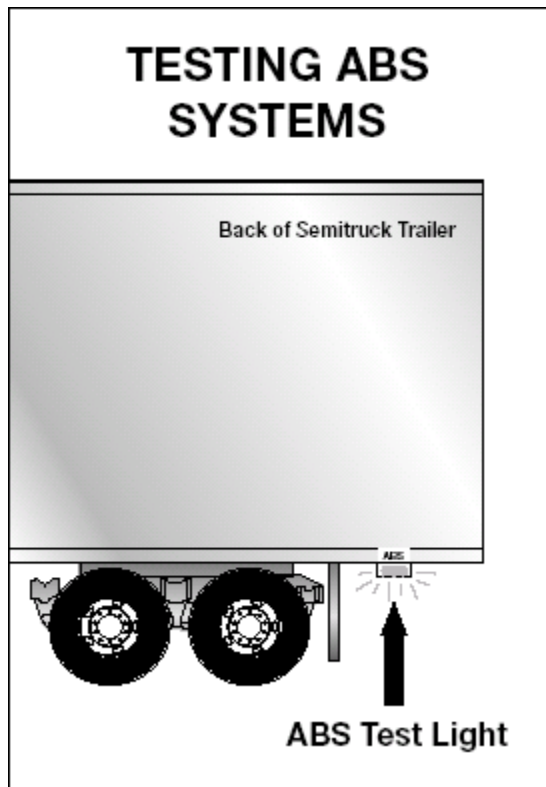 TESTING ABS
SYSTEMS
Back of Semitruck Trailer
ABS
ABS Test Light